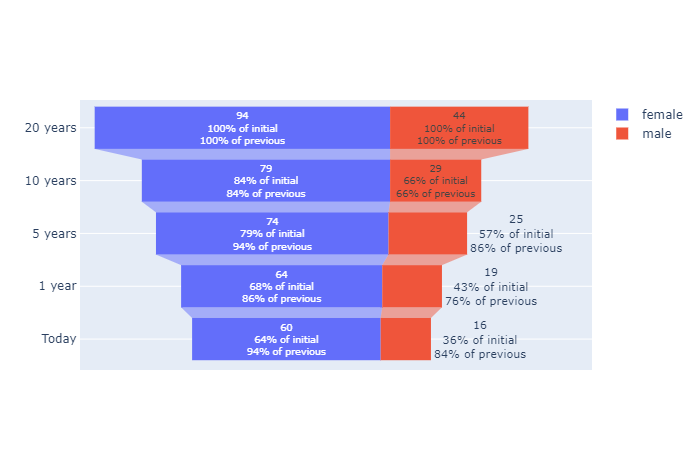 20 years
94
100% of initial
100% of previous
44
100% of initial
100% of previous
female
male
10 years
79
84% of initial
84% of previous
29
66% of initial
66% of previous
5 years
74
79% of initial
94% of previous
25
57% of initial
86% of previous
1 year
64
68% of initial
86% of previous
19
43% of initial
76% of previous
Today
60
64% of initial
94% of previous
16
36% of initial
84% of previous